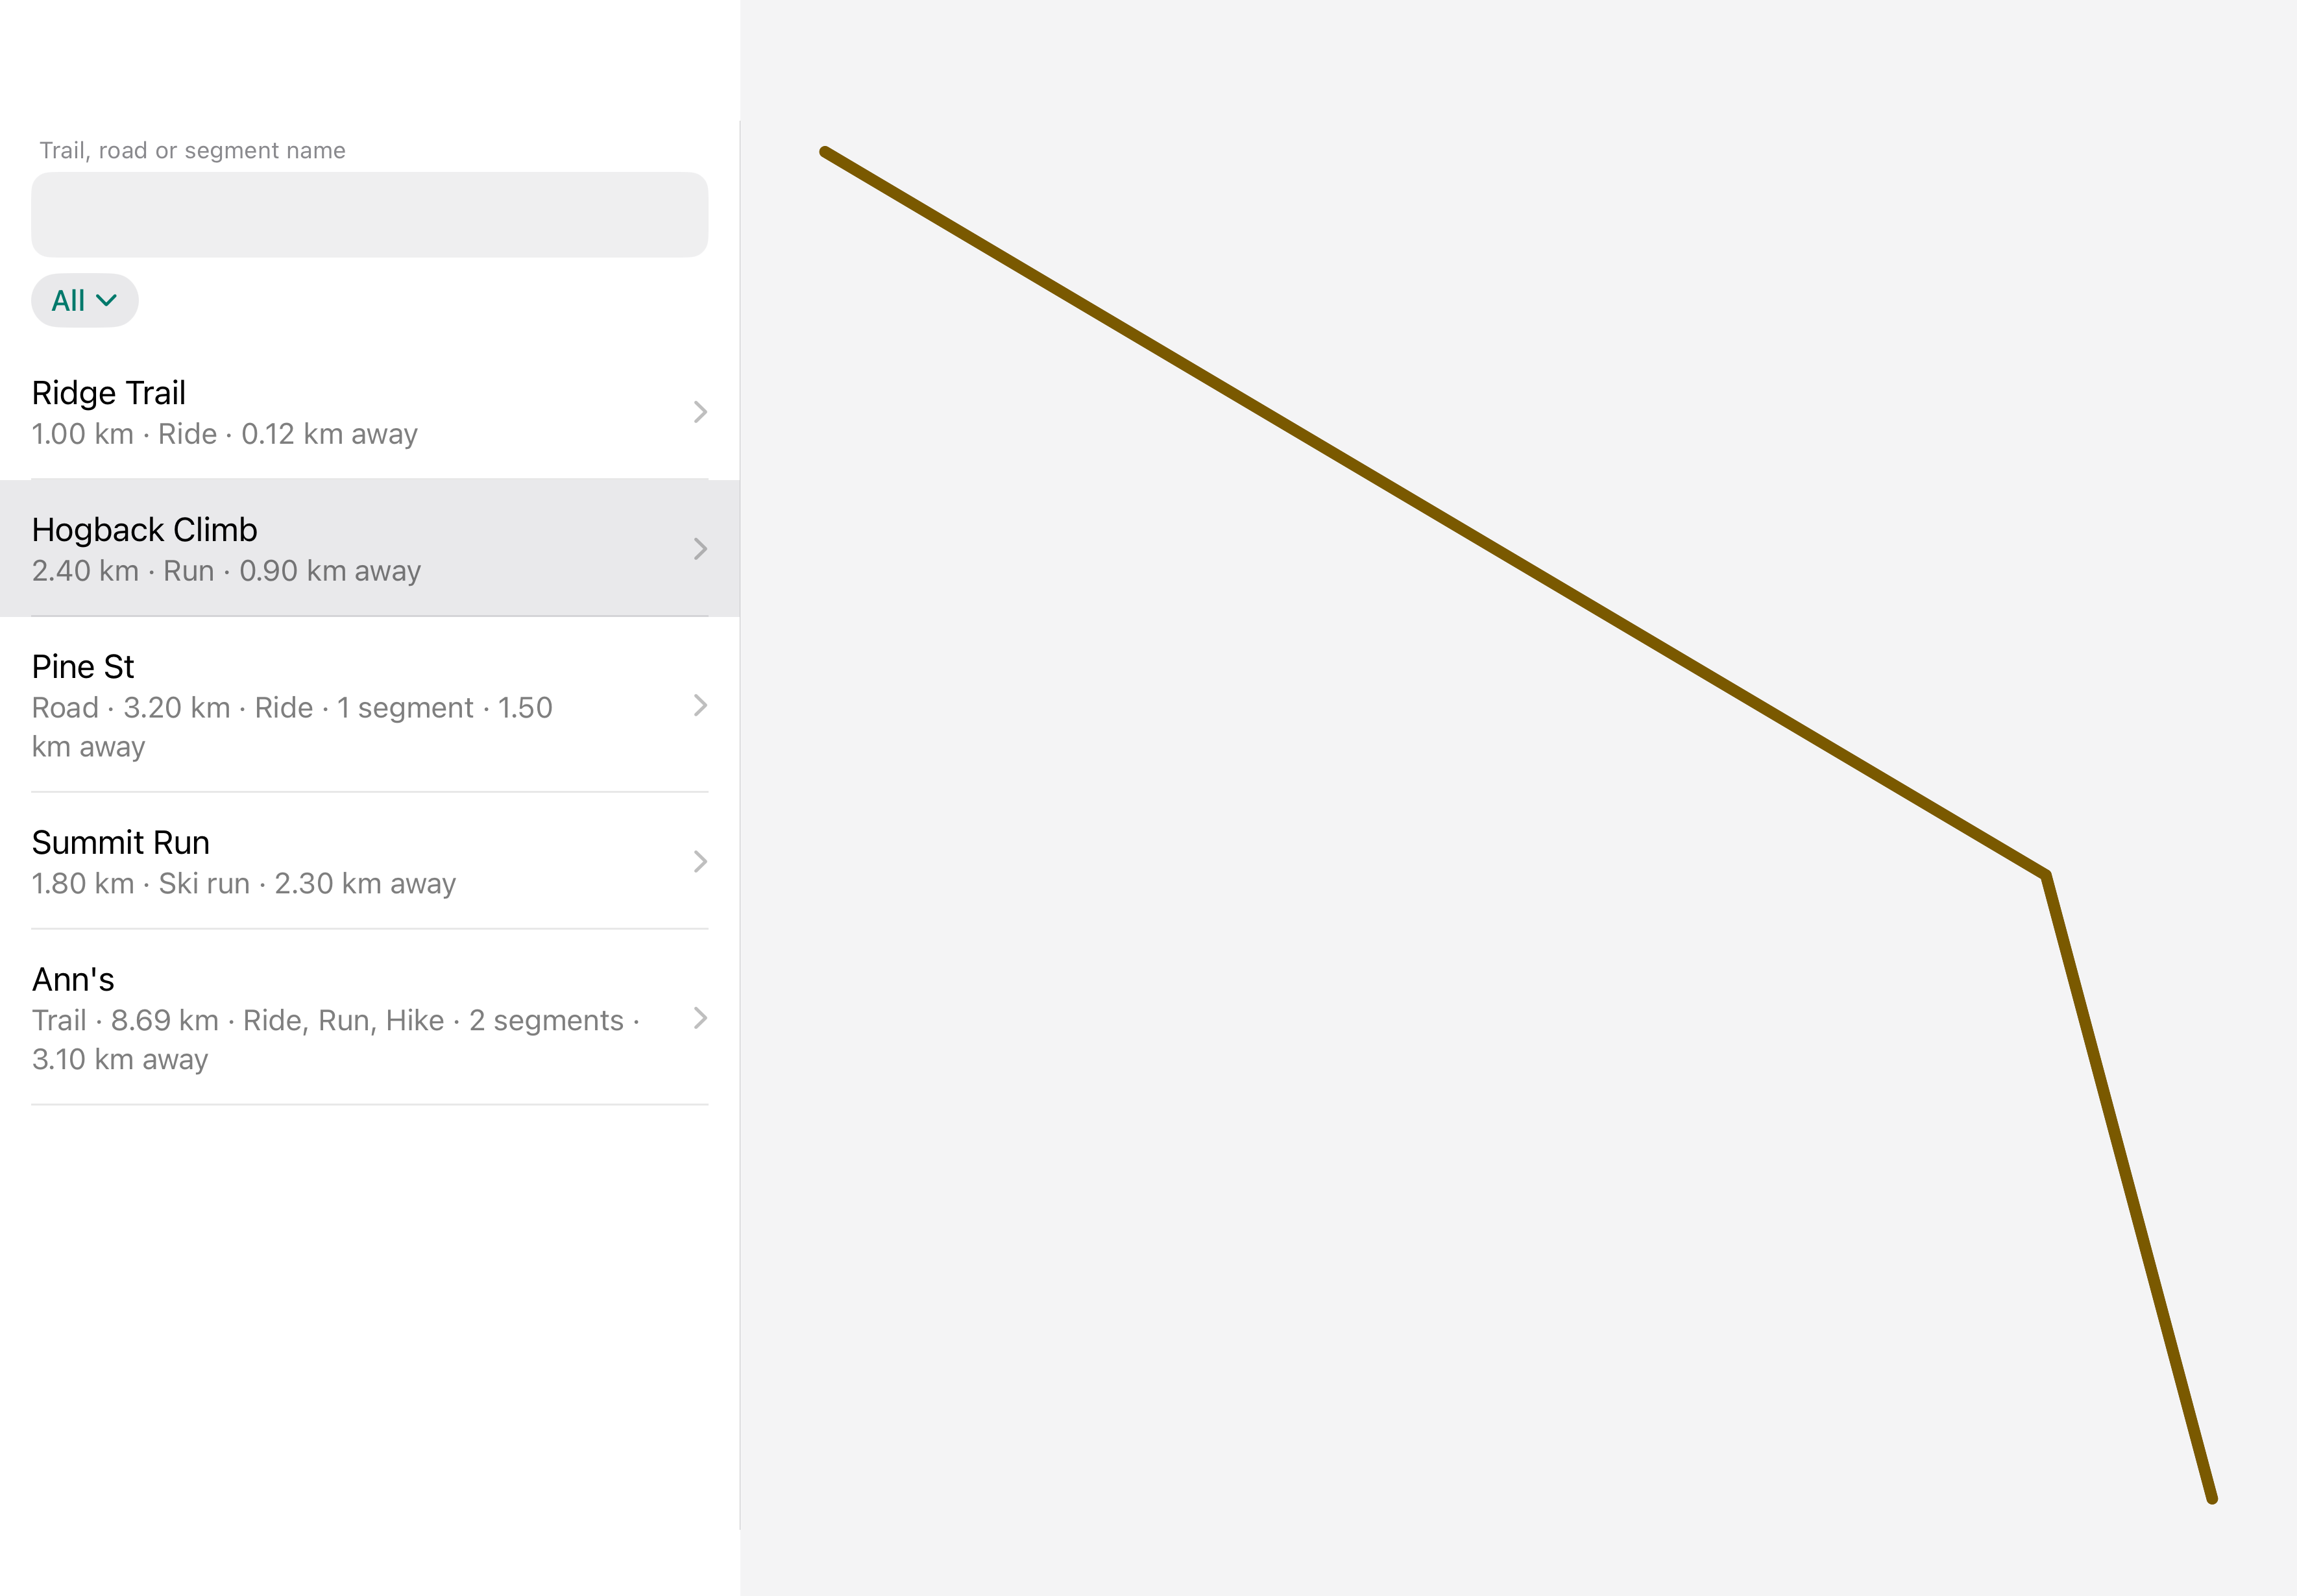 Trail, road or segment name
All
Ridge Trail
1.00 km · Ride · 0.12 km away
Hogback Climb
2.40 km · Run · 0.90 km away
Pine St
Road · 3.20 km · Ride · 1 segment · 1.50
km away
Summit Run
1.80 km · Ski run · 2.30 km away
Ann's
Trail · 8.69 km · Ride, Run, Hike · 2 segments ·
3.10 km away